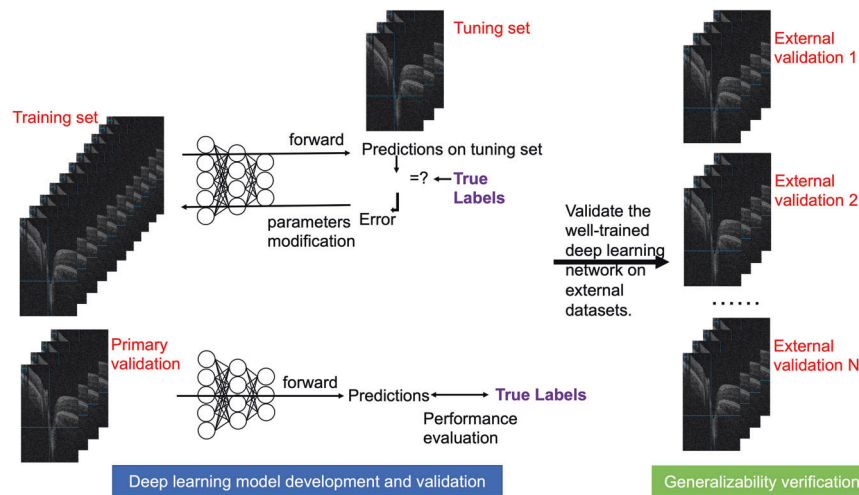 Tuning set
Training set
forward
Predictions on tuning set
=?
True
Labels
parameters
modification
Error
External
validation 1
External
validation 2
Validate the
well-trained
deep learning
network on
external
datasets.
......
External
validation N
Primary
validation
forward
Predictions
True Labels
Performance
evaluation
Deep learning model development and validation
Generalizability verification